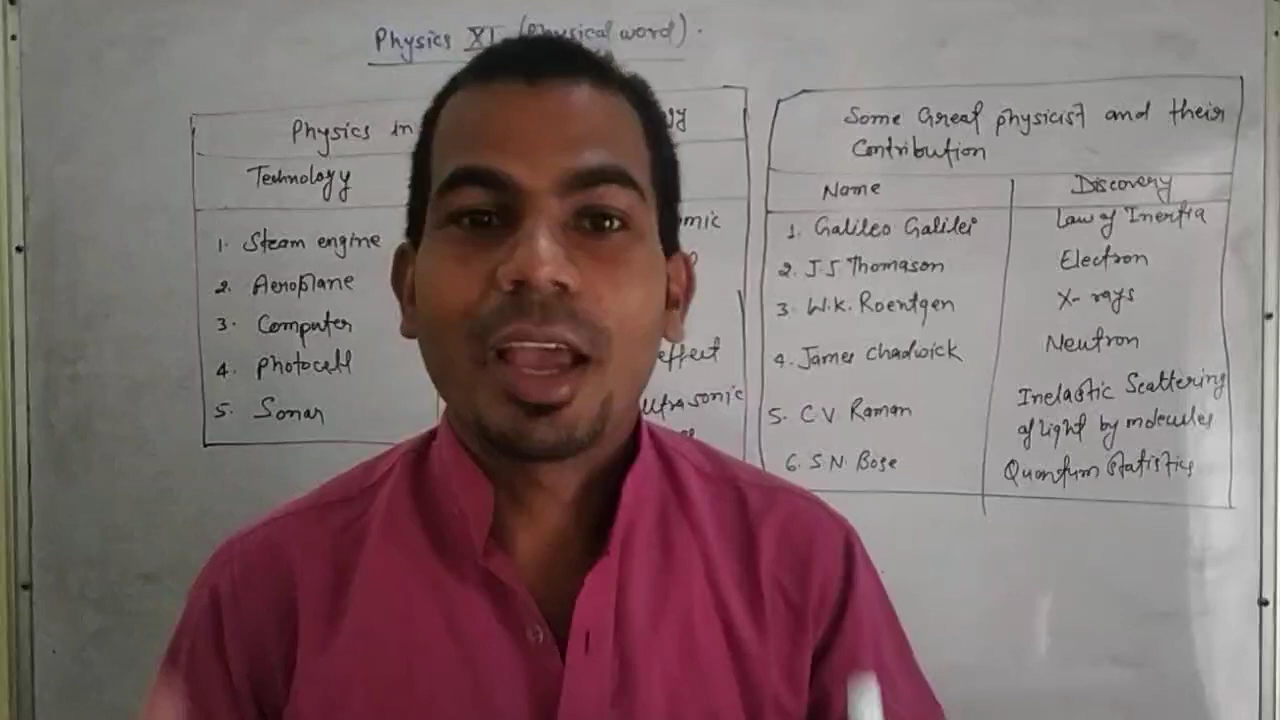 Physics XI (Physical word).
Physics in
Technology
1. Steam engine
2. Aeroplane
3. Computer
4. Photocell
5. Sonar
effect
Some Great physicist and their
Contribution
Name Discovery
1. Galileo Galilei Law of Inertia
2. J.J Thomason Electron
3. W.K. Roentgen X-rays
4. James Chadwick Neutron
5. C V Raman Inelastic Scattering
of light by molecules
6. S.N. Bose Quantum Statistics